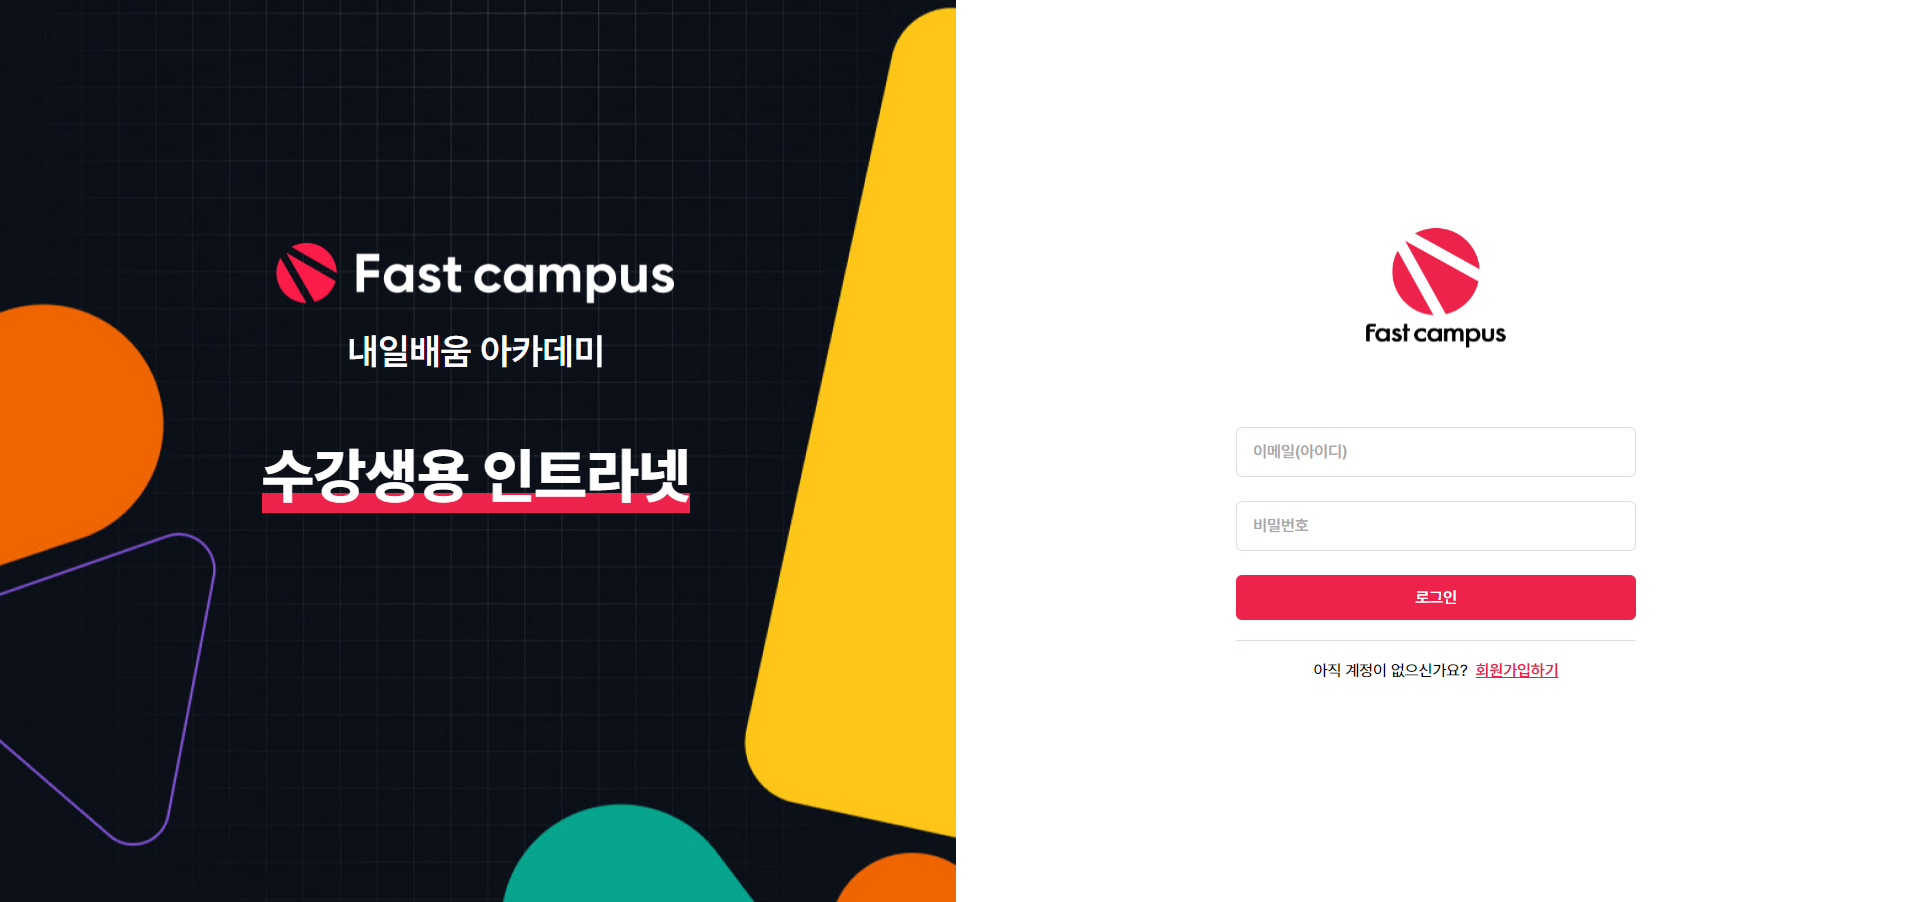 Fast campus
내일배움 아카데미
수강생용 인트라넷
Fast campus
이메일(아이디)
비밀번호
로그인
아직 계정이 없으신가요? 회원가입하기